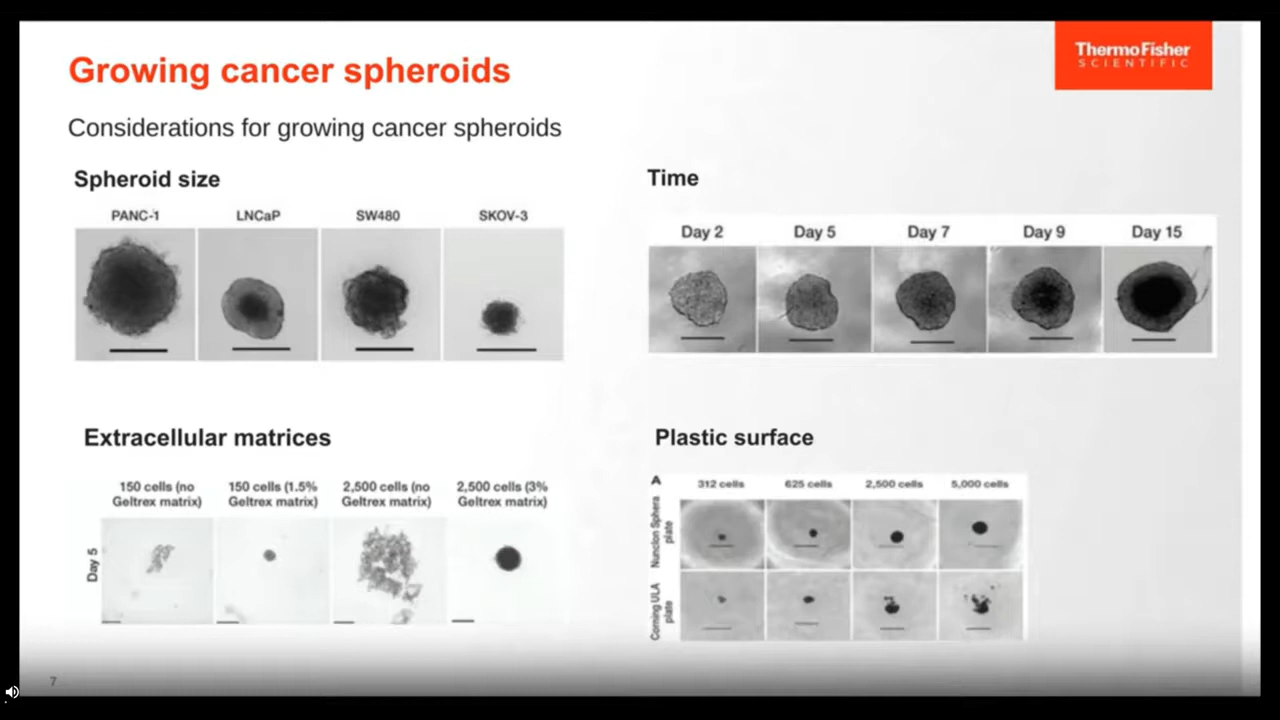 ThermoFisher
SCIENTIFIC
Growing cancer spheroids
Considerations for growing cancer spheroids
Spheroid size
PANC-1
LNCaP
SW480
SKOV-3
Time
Day 2
Day 5
Day 7
Day 9
Day 15
Extracellular matrices
150 cells (no
Geltrex matrix)
150 cells (1.5%
Geltrex matrix)
2,500 cells (no
Geltrex matrix)
2,500 cells (3%
Geltrex matrix)
Day 5
Plastic surface
A
312 cells
625 cells
2,500 cells
5,000 cells
Nunclon Sphera
plate
Corning ULA
plate
7